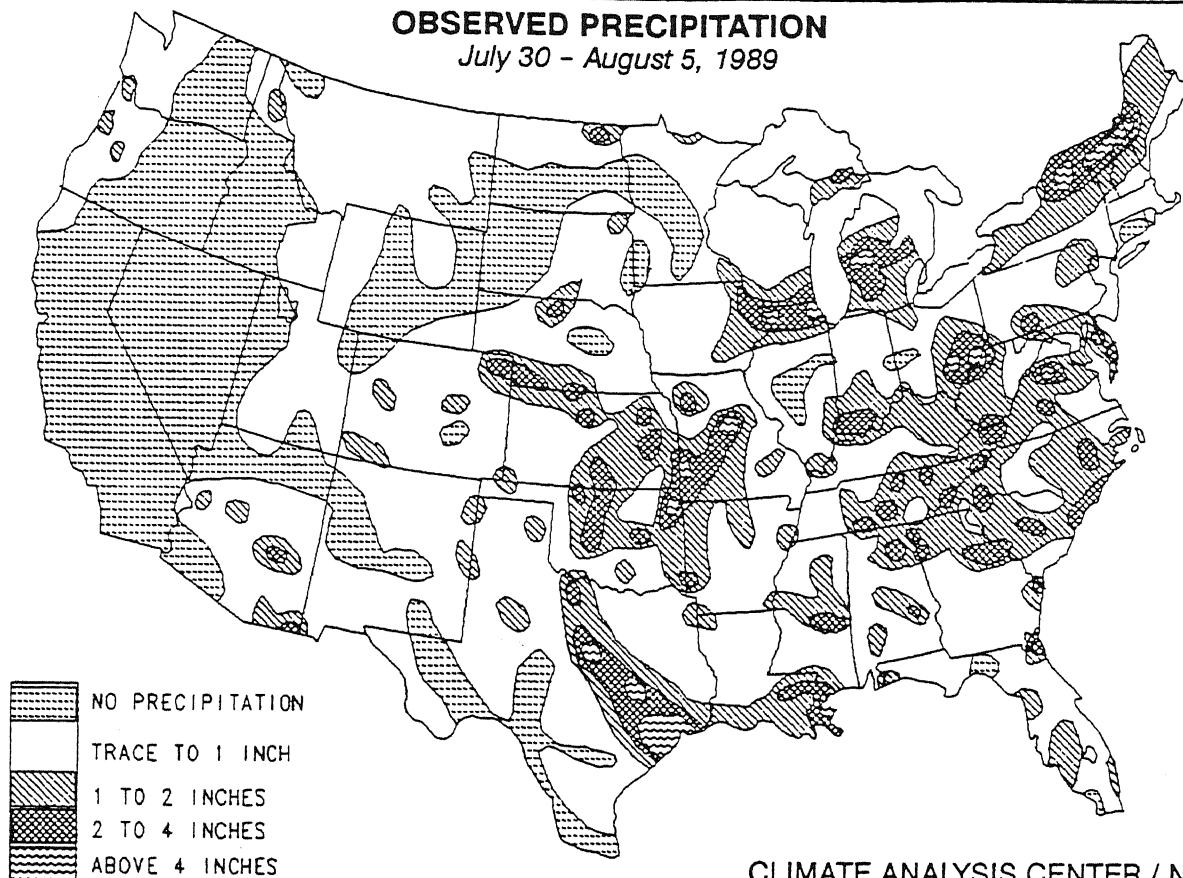 OBSERVED PRECIPITATION
July 30 – August 5, 1989
NO PRECIPITATION
TRACE TO 1 INCH
1 TO 2 INCHES
2 TO 4 INCHES
ABOVE 4 INCHES
CLIMATE ANALYSIS CENTER /